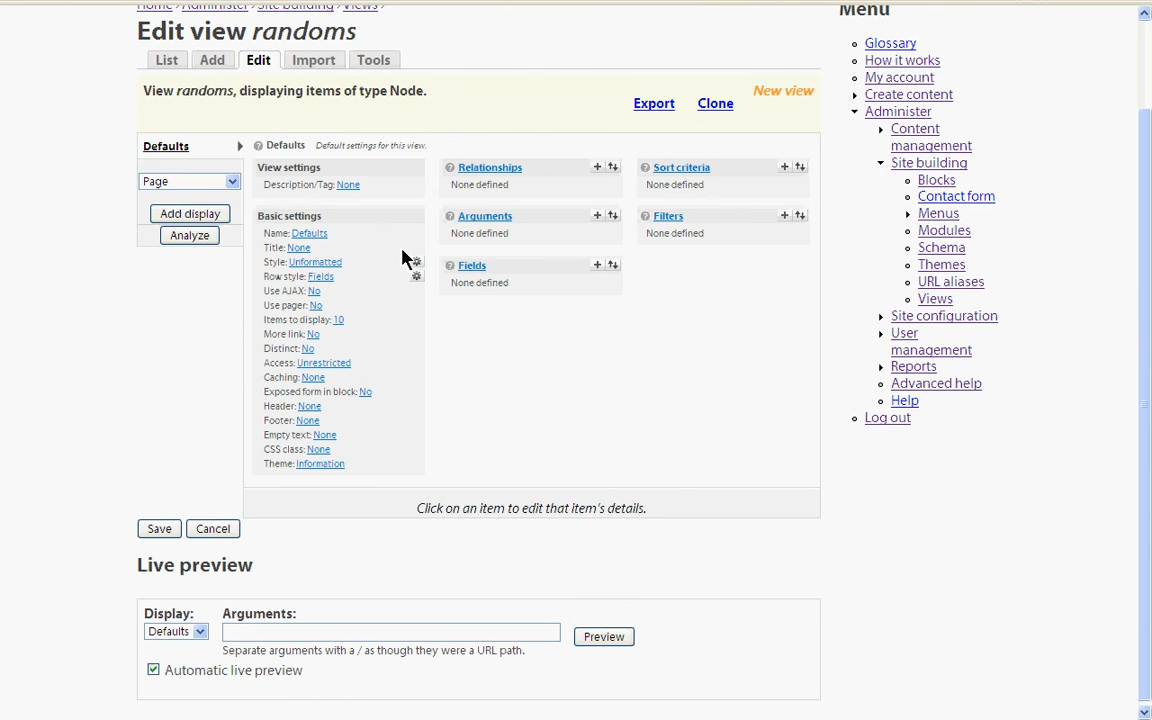 Home › Administer › Site building › Views ›
Edit view randoms
List Add Edit Import Tools
View randoms, displaying items of type Node.
New view
Export Clone
Defaults
Page
Add display
Analyze
Defaults Default settings for this view.
View settings
Description/Tag: None
Basic settings
Name: Defaults
Title: None
Style: Unformatted
Row style: Fields
Use AJAX: No
Use pager: No
Items to display: 10
More link: No
Distinct: No
Access: Unrestricted
Caching: None
Exposed form in block: No
Header: None
Footer: None
Empty text: None
CSS class: None
Theme: Information
Relationships
None defined
Arguments
None defined
Fields
None defined
Sort criteria
None defined
Filters
None defined
Click on an item to edit that item's details.
Save Cancel
Live preview
Display:
Defaults
Arguments:
Preview
Separate arguments with a / as though they were a URL path.
Automatic live preview
Menu
Glossary
How it works
My account
Create content
Administer
Content
management
Site building
Blocks
Contact form
Menus
Modules
Schema
Themes
URL aliases
Views
Site configuration
User
management
Reports
Advanced help
Help
Log out